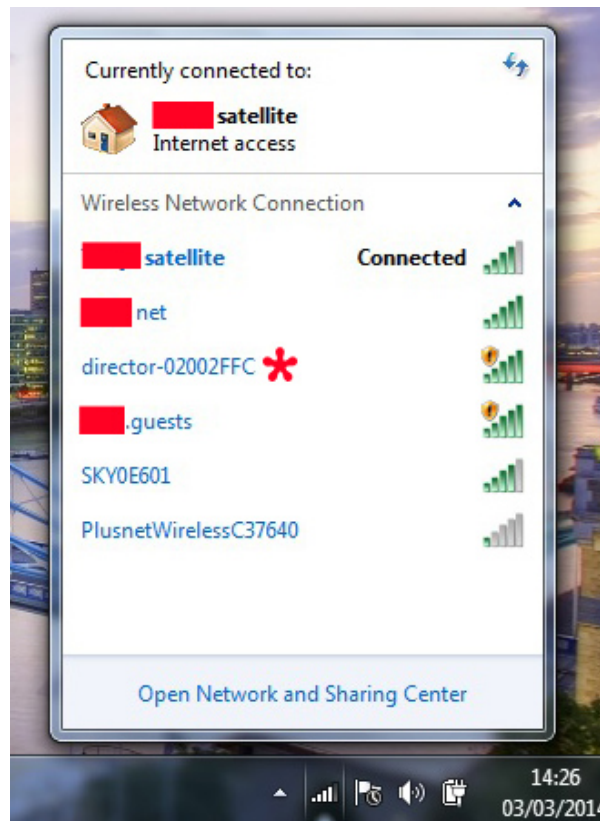 Currently connected to:
satellite
Internet access
Wireless Network Connection
satellite Connected
net
director-02002FFC *
.guests
SKY0E601
PlusnetWirelessC37640
Open Network and Sharing Center
14:26
03/03/2014